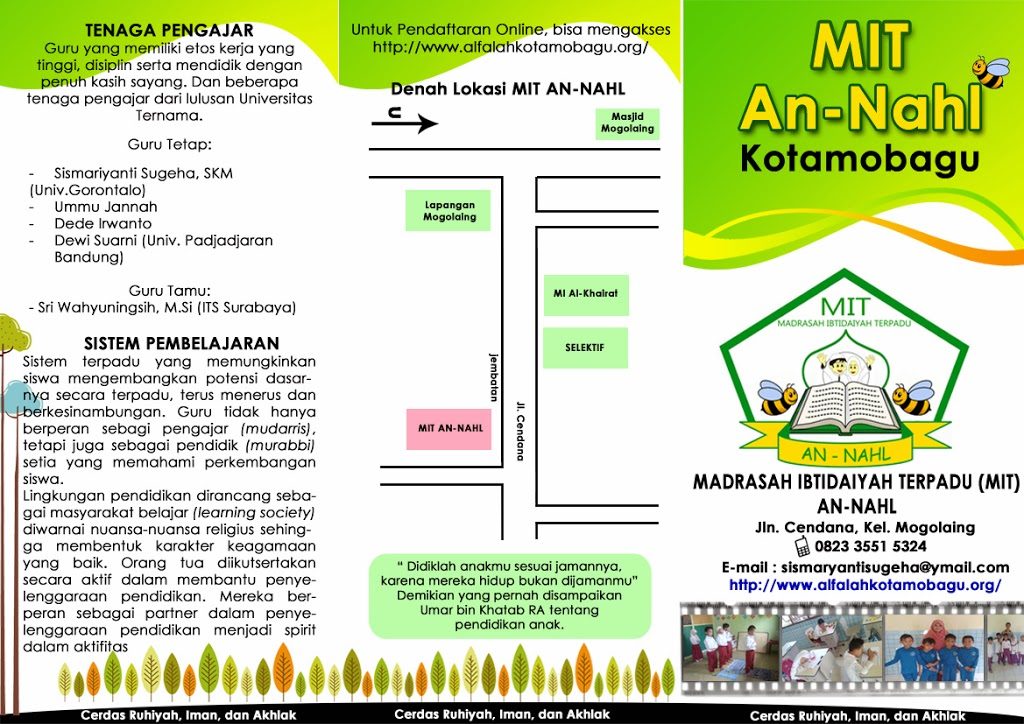 TENAGA PENGAJAR
Guru yang memiliki etos kerja yang
tinggi, disiplin serta mendidik dengan
penuh kasih sayang. Dan beberapa
tenaga pengajar dari lulusan Universitas
Ternama.
Guru Tetap:
- Sismariyanti Sugeha, SKM
(Univ.Gorontalo)
- Ummu Jannah
- Dede Irwanto
- Dewi Suarni (Univ. Padjadjaran
Bandung)
Guru Tamu:
- Sri Wahyuningsih, M.Si (ITS Surabaya)
SISTEM PEMBELAJARAN
Sistem terpadu yang memungkinkan
siswa mengembangkan potensi dasar-
nya secara terpadu, terus menerus dan
berkesinambungan. Guru tidak hanya
berperan sebagai pengajar (mudarris),
tetapi juga sebagai pendidik (murabbi)
setia yang memahami perkembangan
siswa.
Lingkungan pendidikan dirancang seba-
gai masyarakat belajar (learning society)
diwarnai nuansa-nuansa religius sehing-
ga membentuk karakter keagamaan
yang baik. Orang tua diikutsertakan
secara aktif dalam membantu penye-
lenggaraan pendidikan. Mereka ber-
peran sebagai partner dalam penye-
lenggaraan pendidikan menjadi spirit
dalam aktifitas
Cerdas Ruhiyah, Iman, dan Akhlak
Untuk Pendaftaran Online, bisa mengakses
http://www.alfalahkotamobagu.org/
Denah Lokasi MIT AN-NAHL
U
Masjid
Mogolaing
Lapangan
Mogolaing
MI Al-Khairat
SELEKTIF
jembatan
Jl. Cendana
MIT AN-NAHL
“ Didiklah anakmu sesuai jamannya,
karena mereka hidup bukan dijamanmu”
Demikian yang pernah disampaikan
Umar bin Khatab RA tentang
pendidikan anak.
Cerdas Ruhiyah, Iman, dan Akhlak
MIT
An-Nahl
Kotamobagu
MIT
MADRASAH IBTIDAIYAH TERPADU
AN - NAHL
MADRASAH IBTIDAIYAH TERPADU (MIT)
AN-NAHL
Jln. Cendana, Kel. Mogolaing
0823 3551 5324
E-mail : sismaryantisugeha@ymail.com
http://www.alfalahkotamobagu.org/
Cerdas Ruhiyah, Iman, dan Akhlak